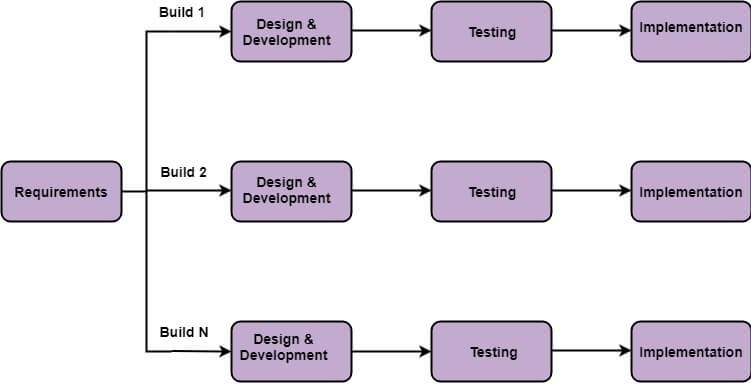 Build 1
Design &
Development
Testing
Implementation
Requirements
Build 2
Design &
Development
Testing
Implementation
Build N
Design &
Development
Testing
Implementation